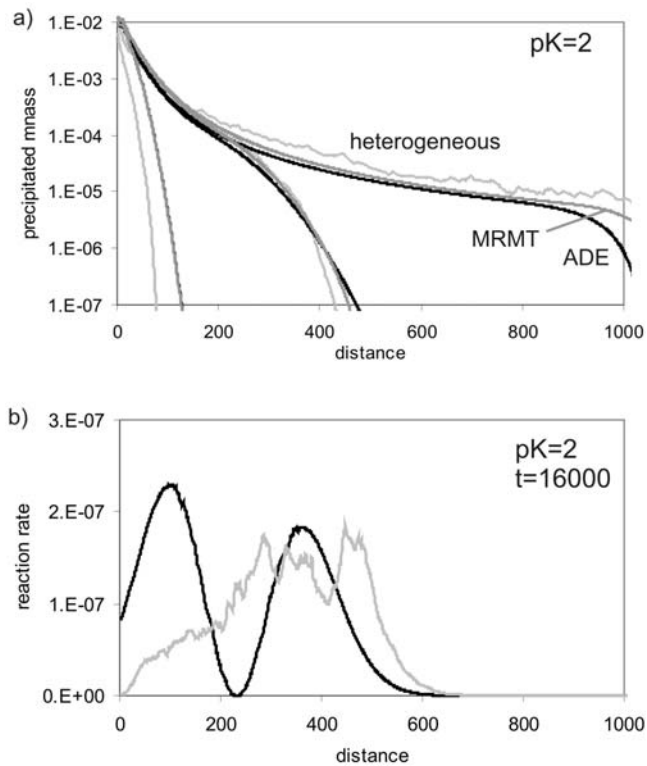 a)
pK=2
1.E-02
1.E-03
1.E-04
1.E-05
1.E-06
1.E-07
precipitated mnass
heterogeneous
MRMT
ADE
0 200 400 600 800 1000
distance
b)
pK=2
t=16000
3.E-07
2.E-07
1.E-07
0.E+00
reaction rate
0 200 400 600 800 1000
distance